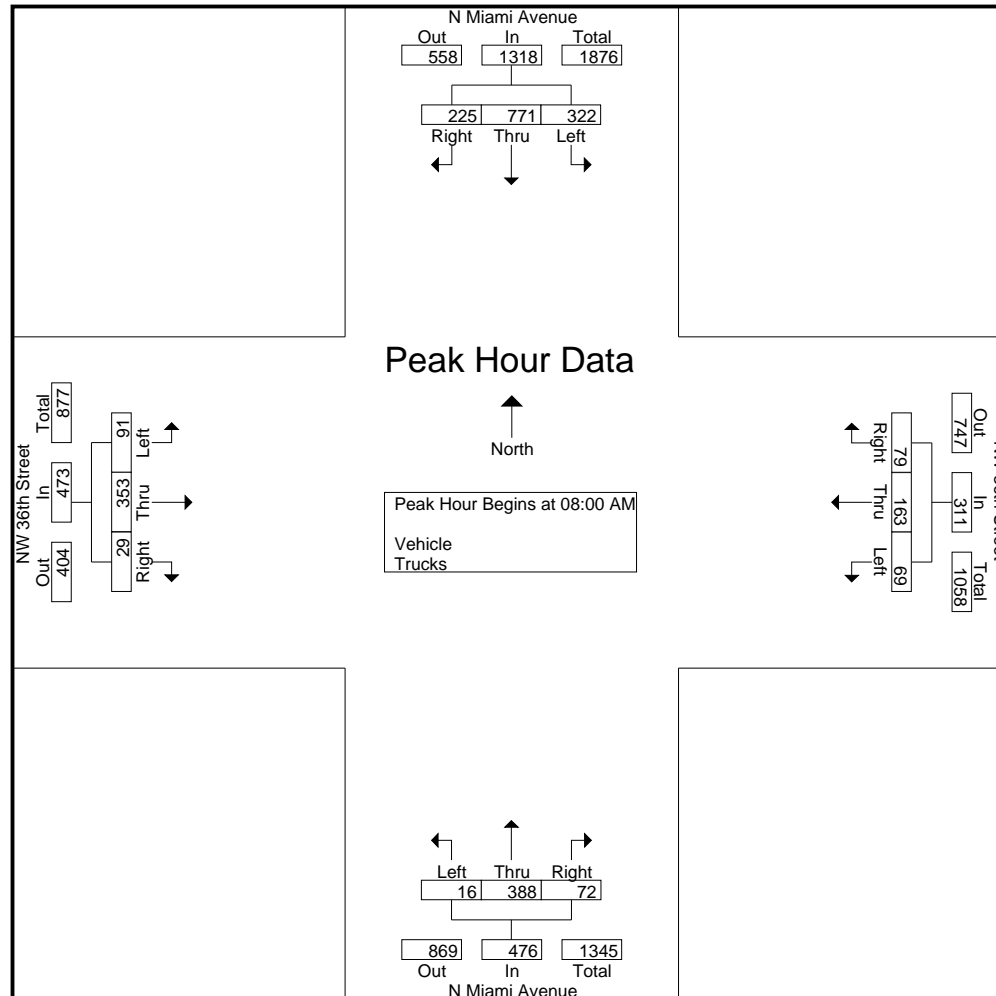 N Miami Avenue
Out In Total
558 1318 1876
225 771 322
Right Thru Left
Peak Hour Data
North
Peak Hour Begins at 08:00 AM
Vehicle
Trucks
NW 36th Street
Total In Out
877 473 404
91 353 29
Left Thru Right
Out In Total
747 311 1058
79 163 69
Right Thru Left
Left Thru Right
16 388 72
869 476 1345
Out In Total
N Miami Avenue